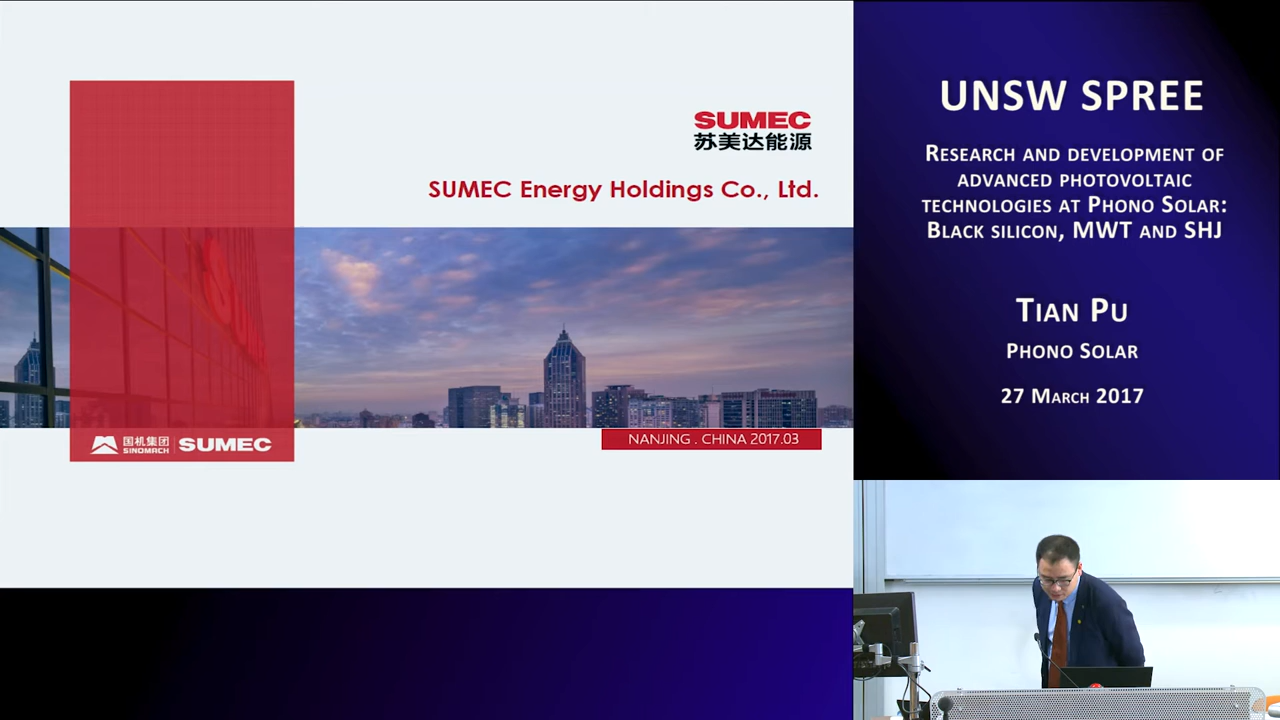 SUMEC
苏美达能源
SUMEC Energy Holdings Co., Ltd.
国机集团
SINOMACH
SUMEC
NANJING . CHINA 2017.03
UNSW SPREE
RESEARCH AND DEVELOPMENT OF
ADVANCED PHOTOVOLTAIC
TECHNOLOGIES AT PHONO SOLAR:
BLACK SILICON, MWT AND SHJ
TIAN PU
PHONO SOLAR
27 MARCH 2017